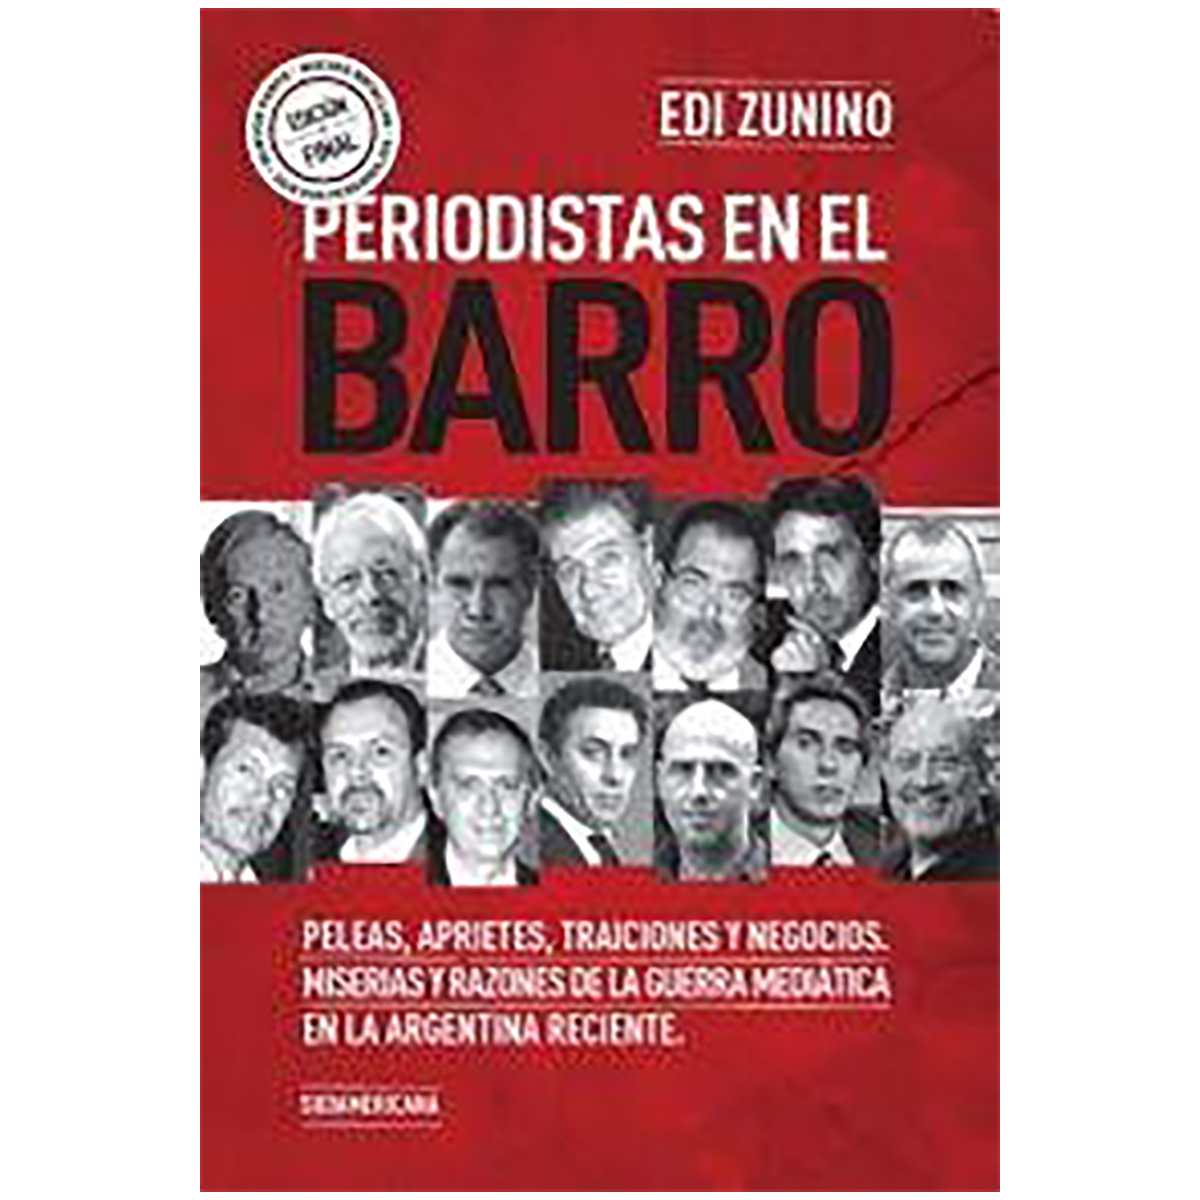 EDICIÓN
FINAL
EDI ZUNINO
PERIODISTAS EN EL
BARRO
PELEAS, APRIETES, TRAICIONES Y NEGOCIOS.
MISERIAS Y RAZONES DE LA GUERRA MEDIÁTICA
EN LA ARGENTINA RECIENTE.
SUDAMERICANA